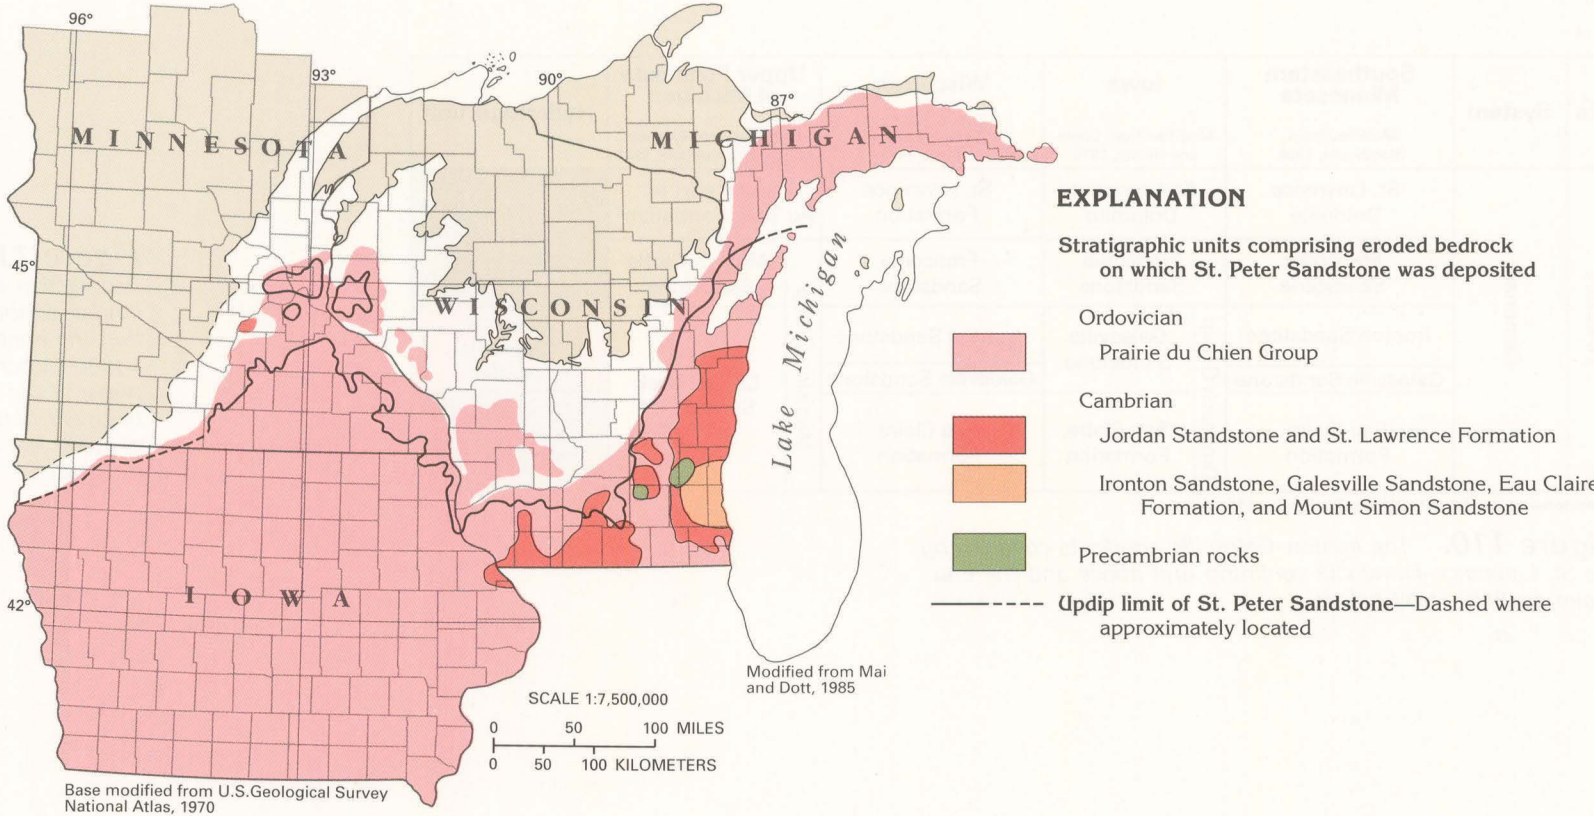 96°
93°
90°
87°
MINNESOTA
MICHIGAN
45°
WISCONSIN
Lake Michigan
IOWA
42°
EXPLANATION
Stratigraphic units comprising eroded bedrock
on which St. Peter Sandstone was deposited
Ordovician
Prairie du Chien Group
Cambrian
Jordan Standstone and St. Lawrence Formation
Ironton Sandstone, Galesville Sandstone, Eau Claire
Formation, and Mount Simon Sandstone
Precambrian rocks
Updip limit of St. Peter Sandstone—Dashed where
approximately located
Modified from Mai
and Dott, 1985
SCALE 1:7,500,000
0 50 100 MILES
0 50 100 KILOMETERS
Base modified from U.S.Geological Survey
National Atlas, 1970